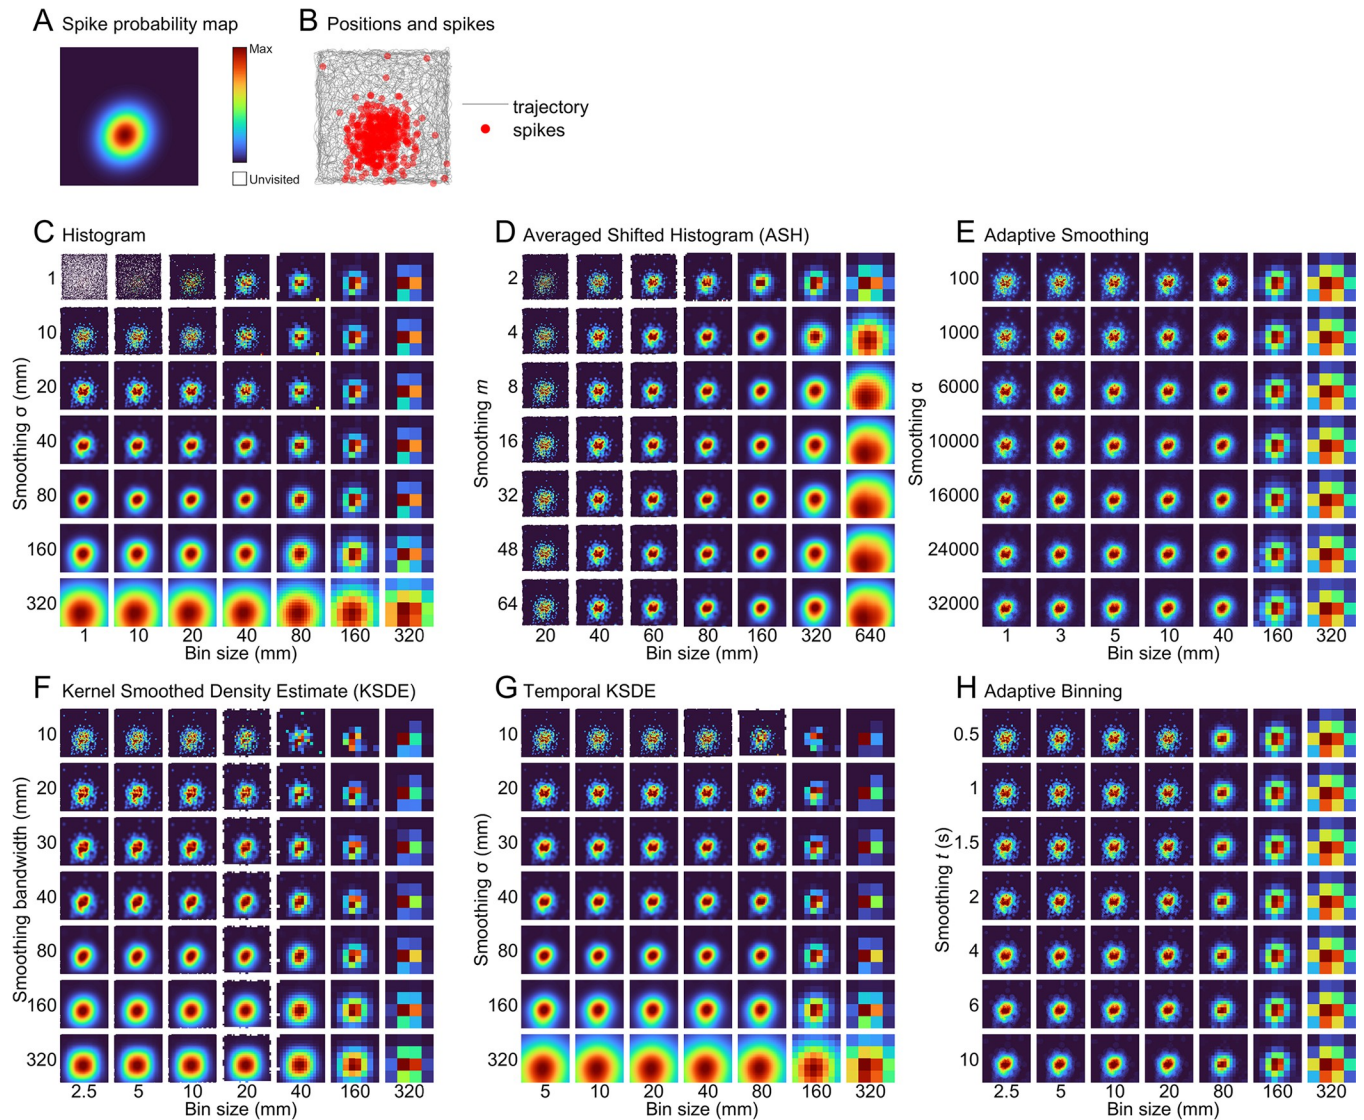 A Spike probability map
Max
Unvisited
B Positions and spikes
trajectory
spikes
C Histogram
Smoothing σ (mm)
1
10
20
40
80
160
320
1 10 20 40 80 160 320
Bin size (mm)
D Averaged Shifted Histogram (ASH)
Smoothing m
2
4
8
16
32
48
64
20 40 60 80 160 320 640
Bin size (mm)
E Adaptive Smoothing
Smoothing α
100
1000
6000
10000
16000
24000
32000
1 3 5 10 40 160 320
Bin size (mm)
F Kernel Smoothed Density Estimate (KSDE)
Smoothing bandwidth (mm)
10
20
30
40
80
160
320
2.5 5 10 20 40 160 320
Bin size (mm)
G Temporal KSDE
Smoothing σ (mm)
10
20
30
40
80
160
320
5 10 20 40 80 160 320
Bin size (mm)
H Adaptive Binning
Smoothing t (s)
0.5
1
1.5
2
4
6
10
2.5 5 10 20 80 160 320
Bin size (mm)